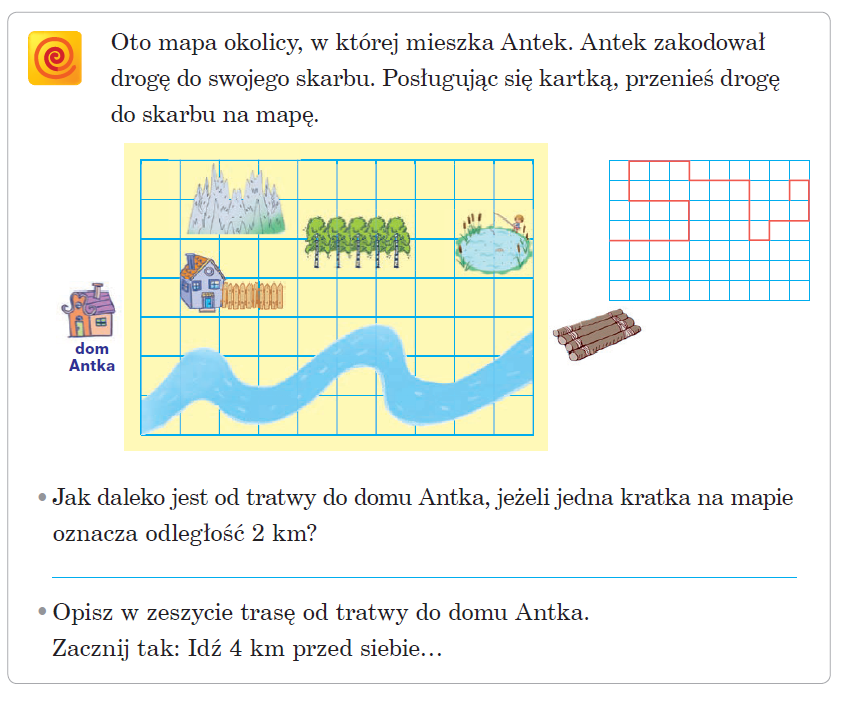 Oto mapa okolicy, w której mieszka Antek. Antek zakodował
drogę do swojego skarbu. Posługując się kartką, przenieś drogę
do skarbu na mapę.
dom
Antka
• Jak daleko jest od tratwy do domu Antka, jeżeli jedna kratka na mapie
oznacza odległość 2 km?
• Opisz w zeszycie trasę od tratwy do domu Antka.
Zacznij tak: Idź 4 km przed siebie…